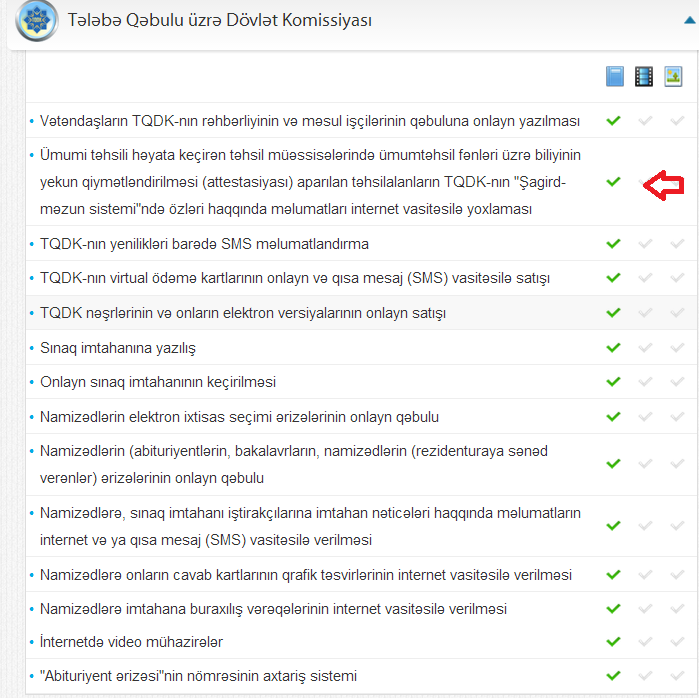 Tələbə Qəbulu üzrə Dövlət Komissiyası
Vətəndaşların TQDK-nın rəhbərliyinin və məsul işçilərinin qəbuluna onlayn yazılması
Ümumi təhsili həyata keçirən təhsil müəssisələrində ümumtəhsil fənləri üzrə biliyinin
yekun qiymətləndirilməsi (attestasiyası) aparılan təhsilalanların TQDK-nın "Şagird-
məzun sistemi"ndə özləri haqqında məlumatları internet vasitəsilə yoxlaması
TQDK-nın yenilikləri barədə SMS məlumatlandırma
TQDK-nın virtual ödəmə kartlarının onlayn və qısa mesaj (SMS) vasitəsilə satışı
TQDK nəşrlərinin və onların elektron versiyalarının onlayn satışı
Sınaq imtahanına yazılış
Onlayn sınaq imtahanının keçirilməsi
Namizədlərin elektron ixtisas seçimi ərizələrinin onlayn qəbulu
Namizədlərin (abituriyentlərin, bakalavrların, namizədlərin (rezidenturaya sənəd
verənlər) ərizələrinin onlayn qəbulu
Namizədlərə, sınaq imtahanı iştirakçılarına imtahan nəticələri haqqında məlumatların
internet və ya qısa mesaj (SMS) vasitəsilə verilməsi
Namizədlərə onların cavab kartlarının qrafik təsvirlərinin internet vasitəsilə verilməsi
Namizədlərə imtahana buraxılış vərəqələrinin internet vasitəsilə verilməsi
İnternetdə video mühazirələr
"Abituriyent ərizəsi"nin nömrəsinin axtariş sistemi